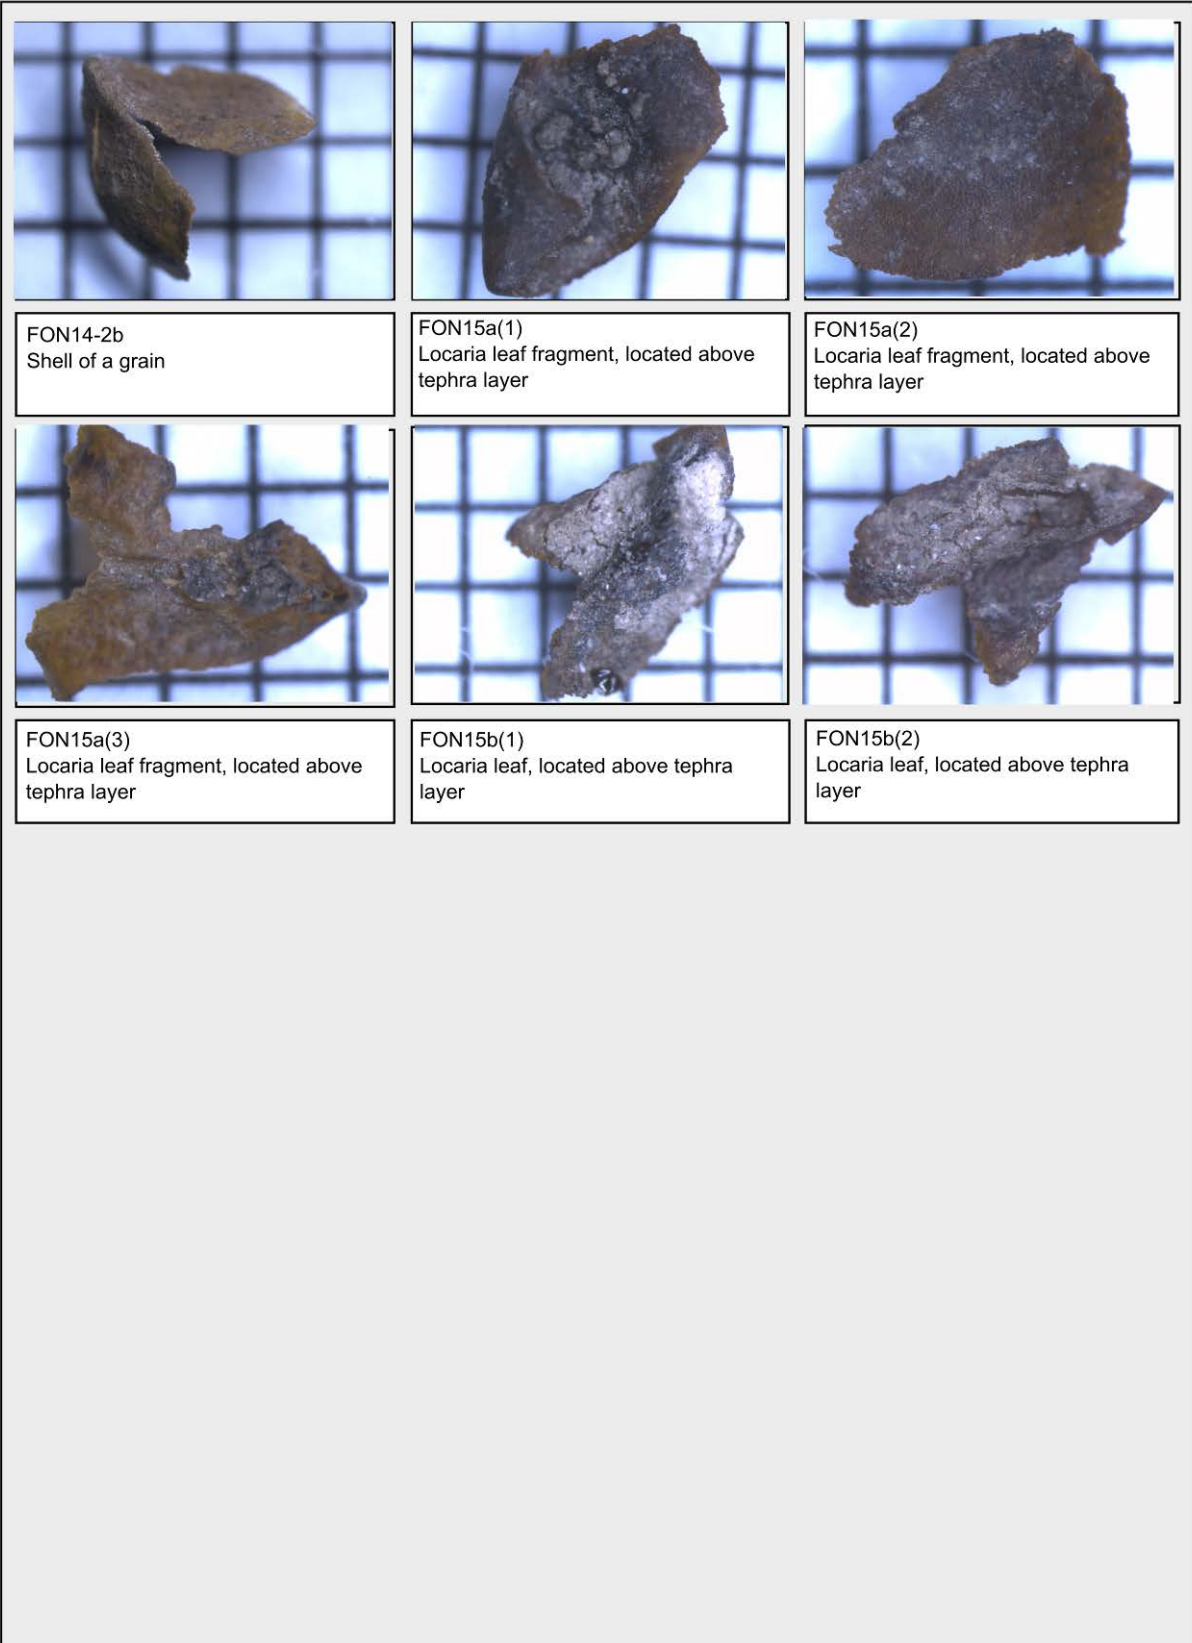 FON14-2b
Shell of a grain
FON15a(1)
Locaria leaf fragment, located above
tephra layer
FON15a(2)
Locaria leaf fragment, located above
tephra layer
FON15a(3)
Locaria leaf fragment, located above
tephra layer
FON15b(1)
Locaria leaf, located above tephra
layer
FON15b(2)
Locaria leaf, located above tephra
layer